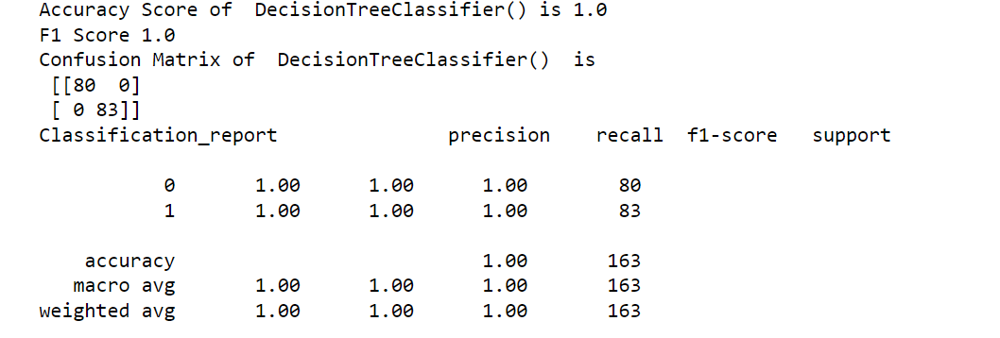 Accuracy Score of  DecisionTreeClassifier() is 1.0
F1 Score 1.0
Confusion Matrix of  DecisionTreeClassifier()  is
 [[80  0]
 [ 0 83]]
Classification_report               precision    recall  f1-score   support

           0       1.00      1.00      1.00        80
           1       1.00      1.00      1.00        83

    accuracy                           1.00       163
   macro avg       1.00      1.00      1.00       163
weighted avg       1.00      1.00      1.00       163